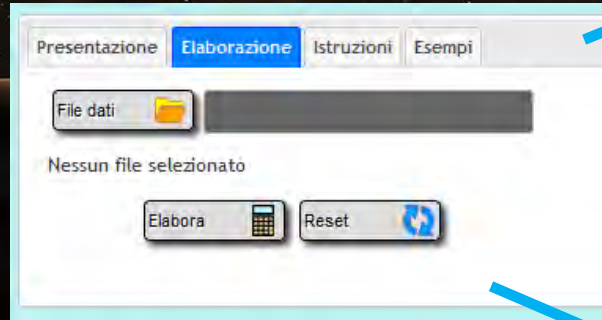 Presentazione Elaborazione Istruzioni Esempi
File dati
Nessun file selezionato
Elabora Reset